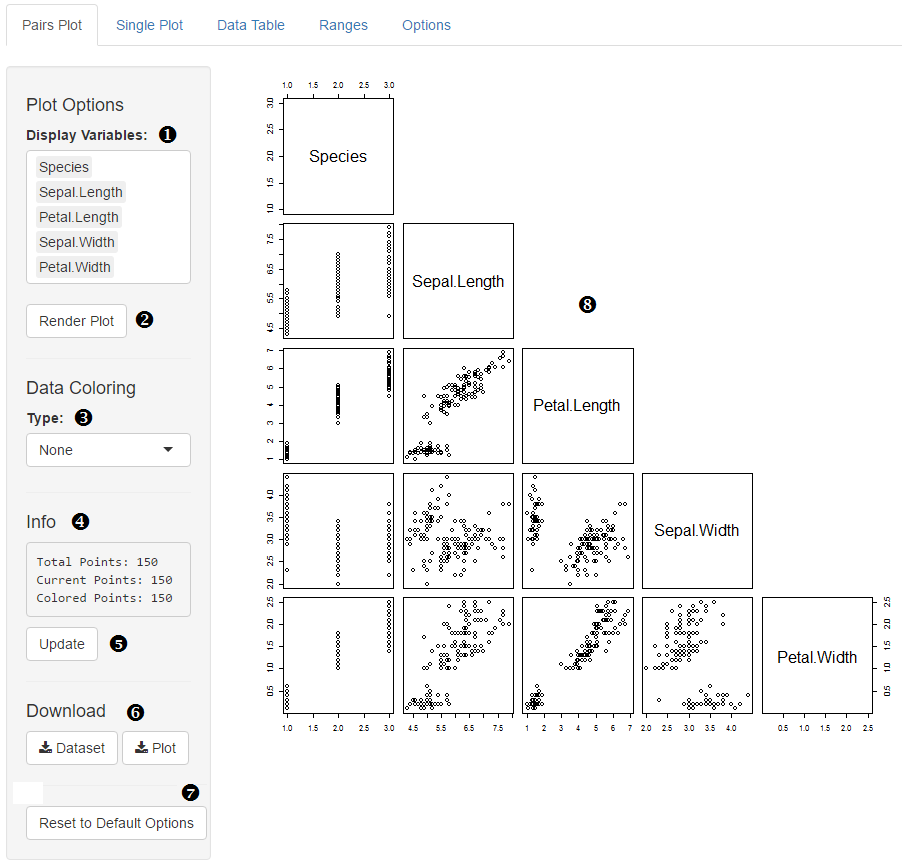 Pairs Plot Single Plot Data Table Ranges Options
Plot Options
Display Variables: ❶
Species
Sepal.Length
Petal.Length
Sepal.Width
Petal.Width
Render Plot ❷
Data Coloring
Type: ❸
None
Info ❹
Total Points: 150
Current Points: 150
Colored Points: 150
Update ❺
Download ❻
Dataset Plot
❼
Reset to Default Options
1.0 1.5 2.0 2.5 3.0
3.0
2.5
2.0
1.5
1.0
Species
7.5
6.5
5.5
4.5
Sepal.Length
❽
7
6
5
4
3
2
1
Petal.Length
4.0
3.5
3.0
2.5
2.0
Sepal.Width
2.5
2.0
1.5
1.0
0.5
Petal.Width
2.5
2.0
1.5
1.0
0.5
1.0 1.5 2.0 2.5 3.0
4.5 5.5 6.5 7.5
1 2 3 4 5 6 7
2.0 2.5 3.0 3.5 4.0
0.5 1.0 1.5 2.0 2.5